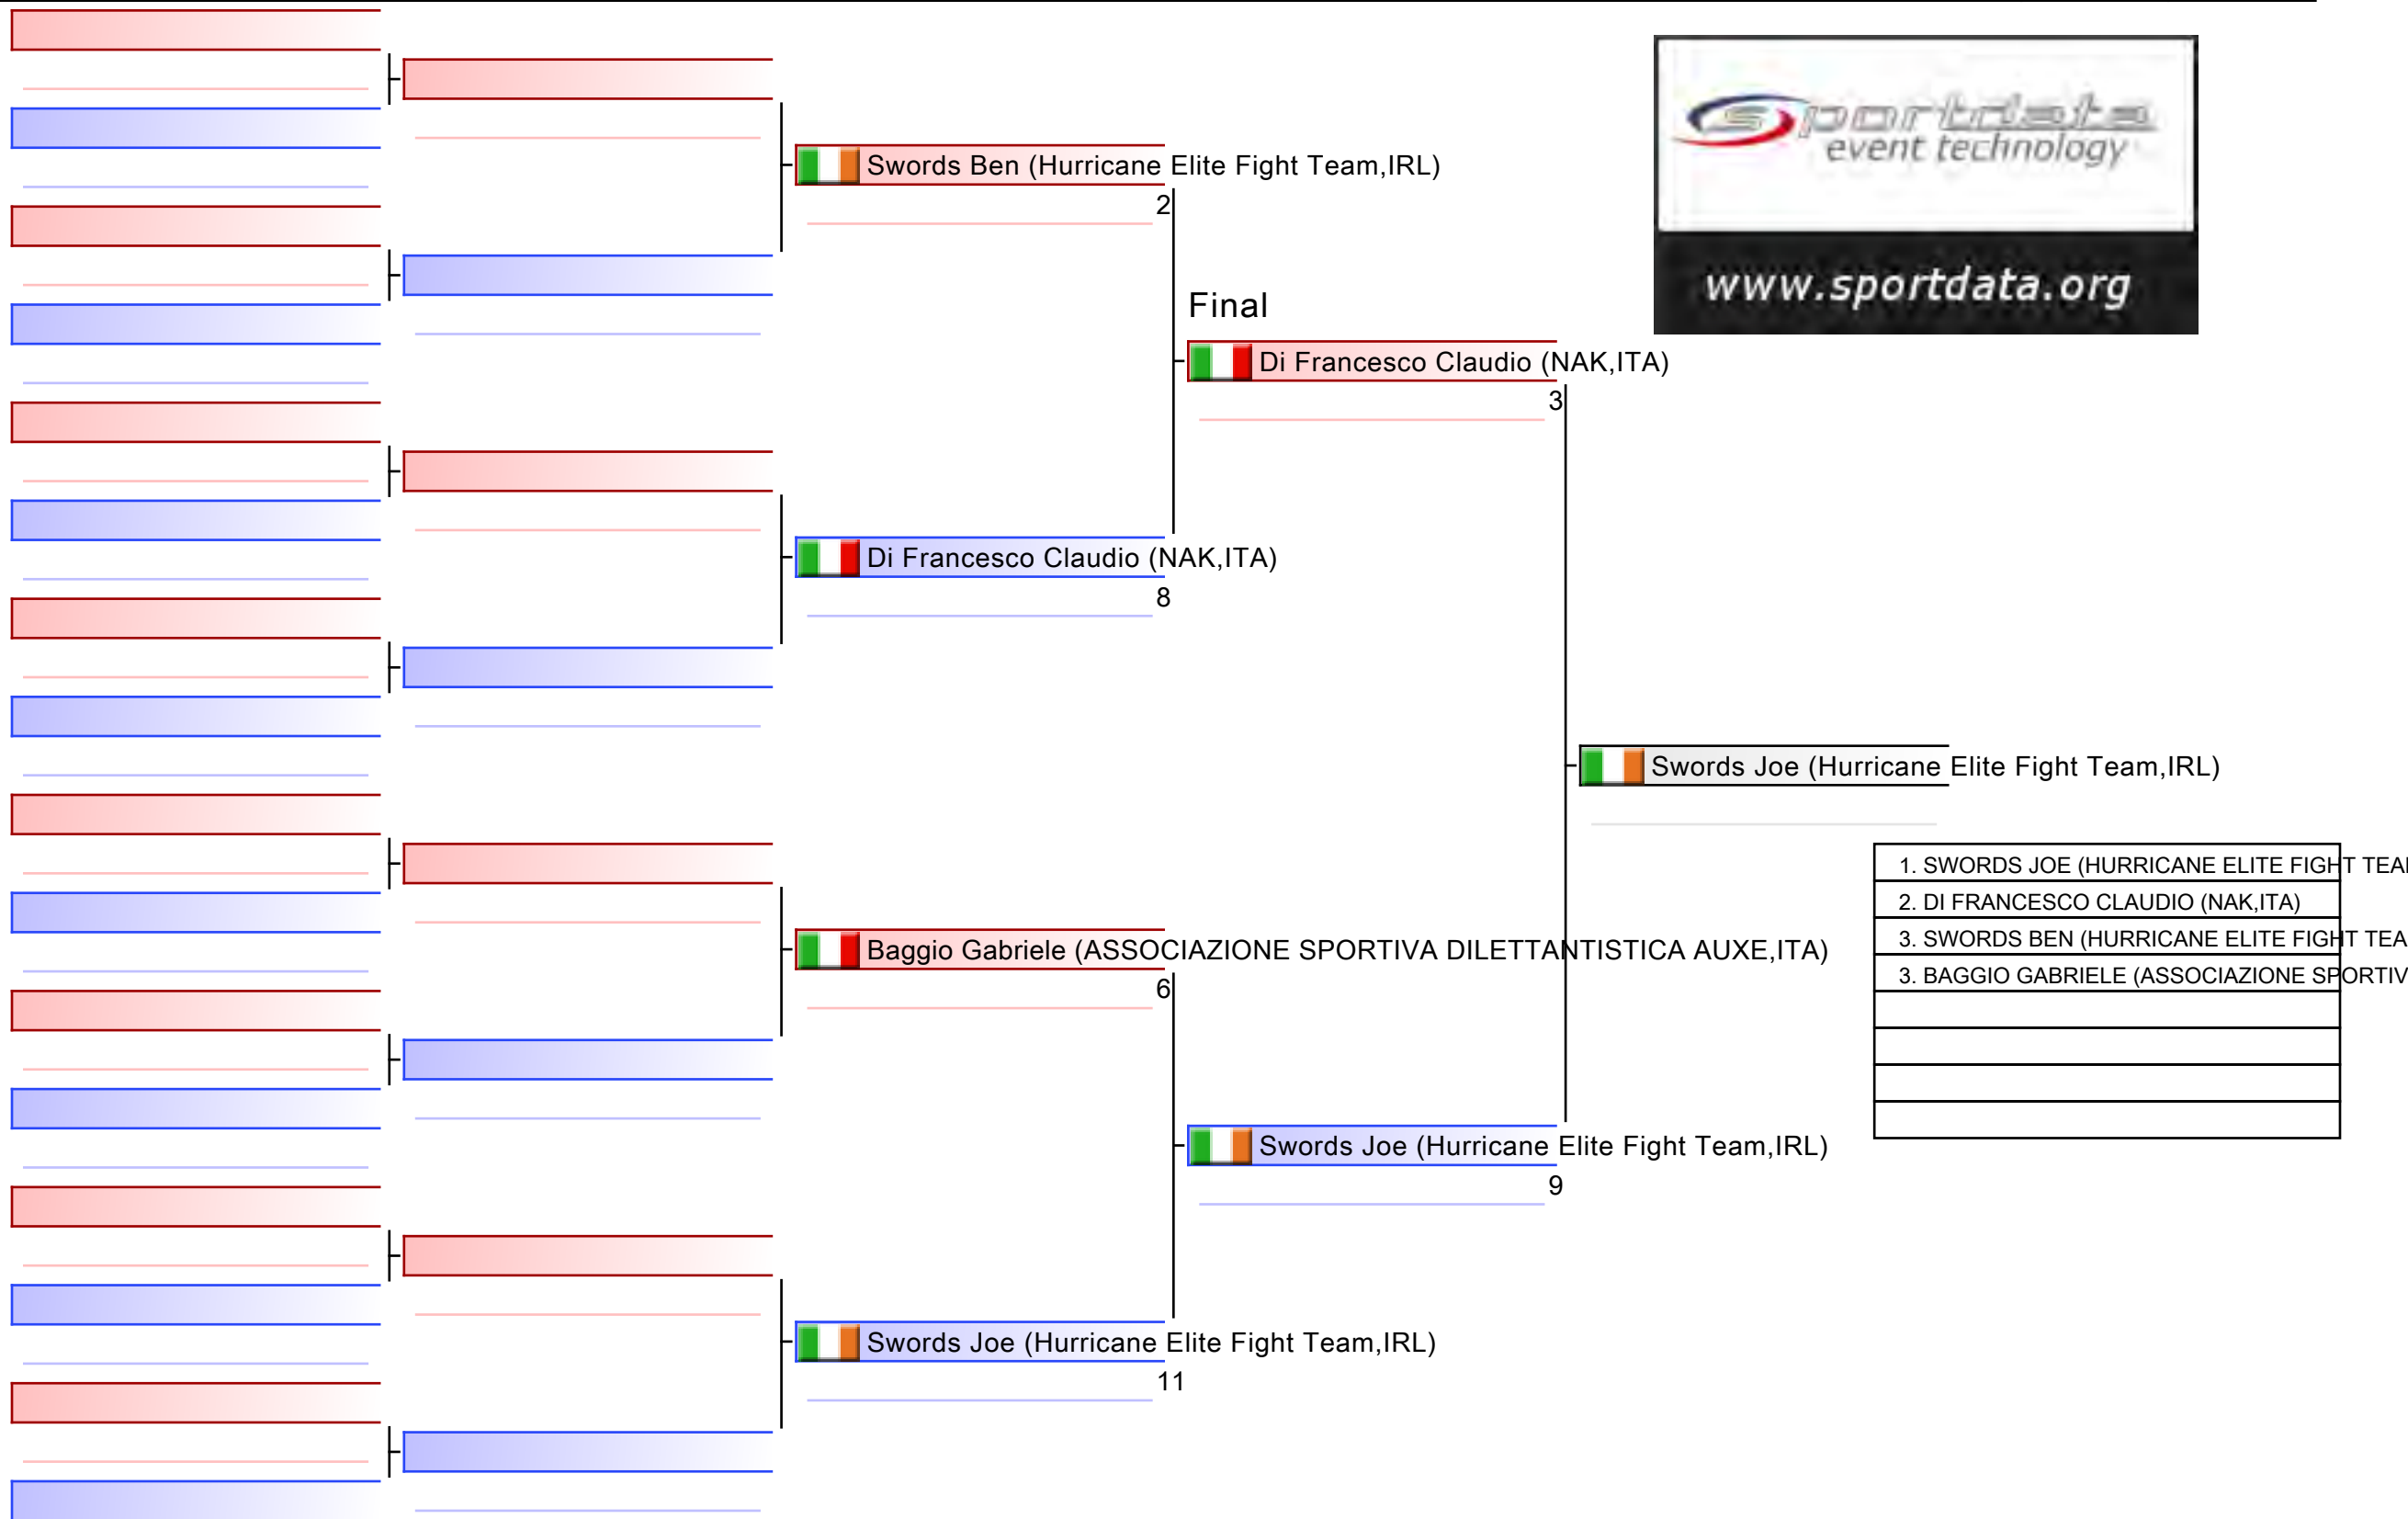 sportdata
event technology
www.sportdata.org
Swords Ben (Hurricane Elite Fight Team,IRL)
2
Final
Di Francesco Claudio (NAK,ITA)
3
Di Francesco Claudio (NAK,ITA)
8
Swords Joe (Hurricane Elite Fight Team,IRL)
1. SWORDS JOE (HURRICANE ELITE FIGHT TEA
2. DI FRANCESCO CLAUDIO (NAK,ITA)
3. SWORDS BEN (HURRICANE ELITE FIGHT TEA
3. BAGGIO GABRIELE (ASSOCIAZIONE SPORTIV
Baggio Gabriele (ASSOCIAZIONE SPORTIVA DILETTANTISTICA AUXE,ITA)
6
Swords Joe (Hurricane Elite Fight Team,IRL)
9
Swords Joe (Hurricane Elite Fight Team,IRL)
11